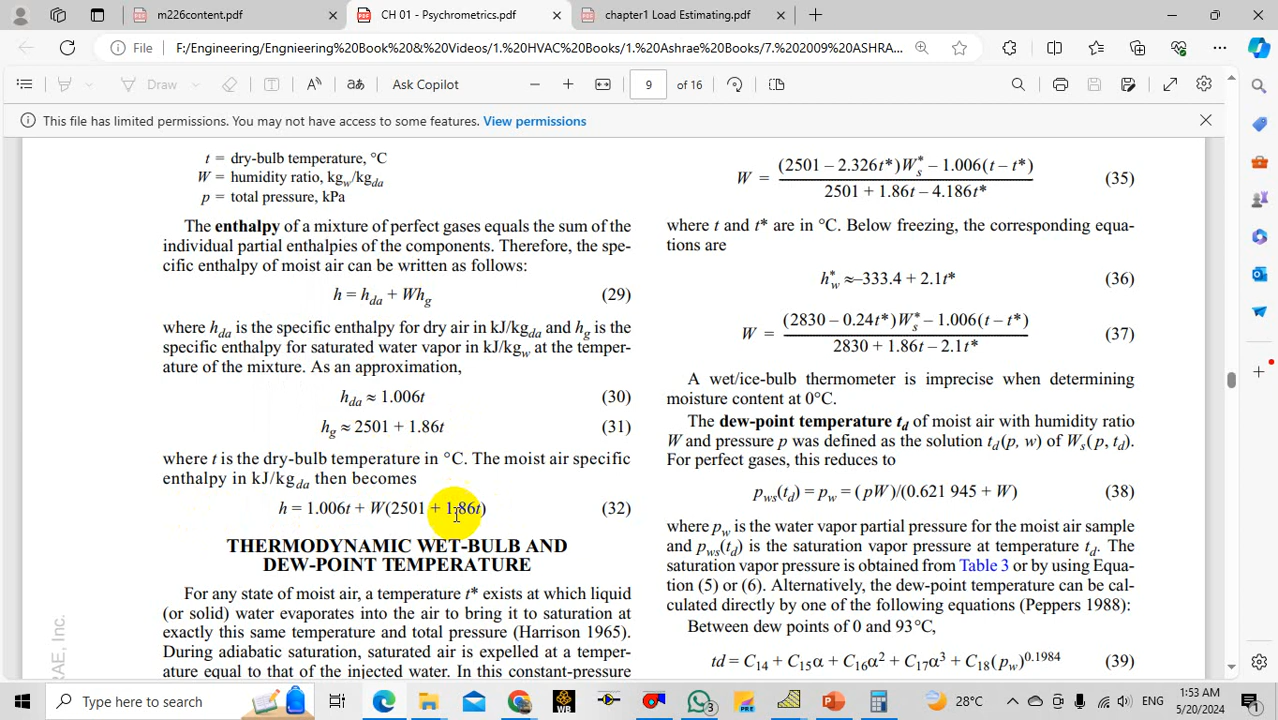 m226content.pdf
CH 01 - Psychrometrics.pdf
chapter1 Load Estimating.pdf
File
F:/Engineering/Engnieering%20Book%20&%20Videos/1.%20HVAC%20Books/1.%20Ashrae%20Books/7.%202009%20ASHRA...
Draw
Ask Copilot
9 of 16
This file has limited permissions. You may not have access to some features. View permissions
t = dry-bulb temperature, °C
W = humidity ratio, kgw/kgda
p = total pressure, kPa
The enthalpy of a mixture of perfect gases equals the sum of the
individual partial enthalpies of the components. Therefore, the spe-
cific enthalpy of moist air can be written as follows:
h = hda + Whg (29)
where hda is the specific enthalpy for dry air in kJ/kgda and hg is the
specific enthalpy for saturated water vapor in kJ/kgw at the temper-
ature of the mixture. As an approximation,
hda ≈ 1.006t (30)
hg ≈ 2501 + 1.86t (31)
where t is the dry-bulb temperature in °C. The moist air specific
enthalpy in kJ/kgda then becomes
h = 1.006t + W(2501 + 1.86t) (32)
THERMODYNAMIC WET-BULB AND
DEW-POINT TEMPERATURE
For any state of moist air, a temperature t* exists at which liquid
(or solid) water evaporates into the air to bring it to saturation at
exactly this same temperature and total pressure (Harrison 1965).
During adiabatic saturation, saturated air is expelled at a temper-
ature equal to that of the injected water. In this constant-pressure
RAE, Inc.
(2501 – 2.326t*)Ws* – 1.006(t – t*)
W = (35)
2501 + 1.86t – 4.186t*
where t and t* are in °C. Below freezing, the corresponding equa-
tions are
hw* ≈ –333.4 + 2.1t* (36)
(2830 – 0.24t*)Ws* – 1.006(t – t*)
W = (37)
2830 + 1.86t – 2.1t*
A wet/ice-bulb thermometer is imprecise when determining
moisture content at 0°C.
The dew-point temperature td of moist air with humidity ratio
W and pressure p was defined as the solution td(p, w) of Ws(p, td).
For perfect gases, this reduces to
pws(td) = pw = (pW)/(0.621 945 + W) (38)
where pw is the water vapor partial pressure for the moist air sample
and pws(td) is the saturation vapor pressure at temperature td. The
saturation vapor pressure is obtained from Table 3 or by using Equa-
tion (5) or (6). Alternatively, the dew-point temperature can be cal-
culated directly by one of the following equations (Peppers 1988):
Between dew points of 0 and 93°C,
td = C14 + C15α + C16α² + C17α³ + C18(pw)^0.1984 (39)
Type here to search
WB
3
PRE
28°C
ENG
1:53 AM
5/20/2024